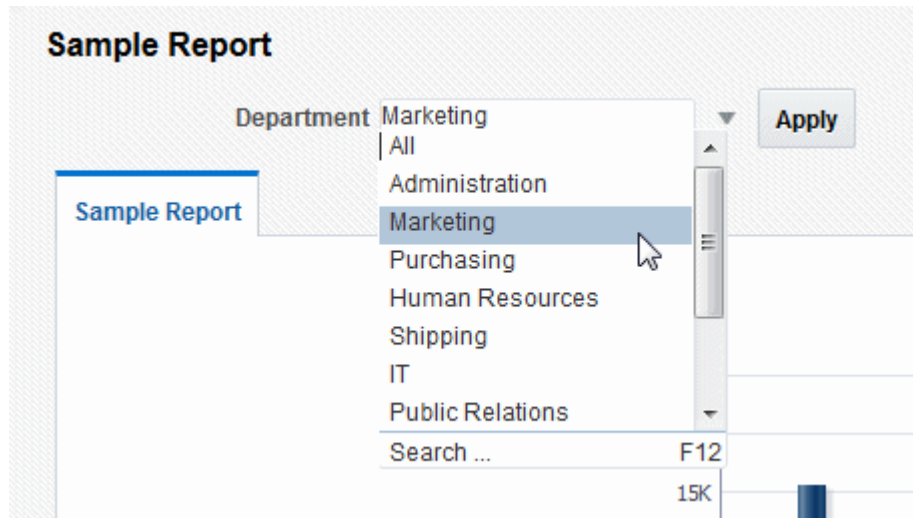 Sample Report
Department Marketing Apply
All
Administration
Sample Report
Marketing
Purchasing
Human Resources
Shipping
IT
Public Relations
Search ... F12
15K